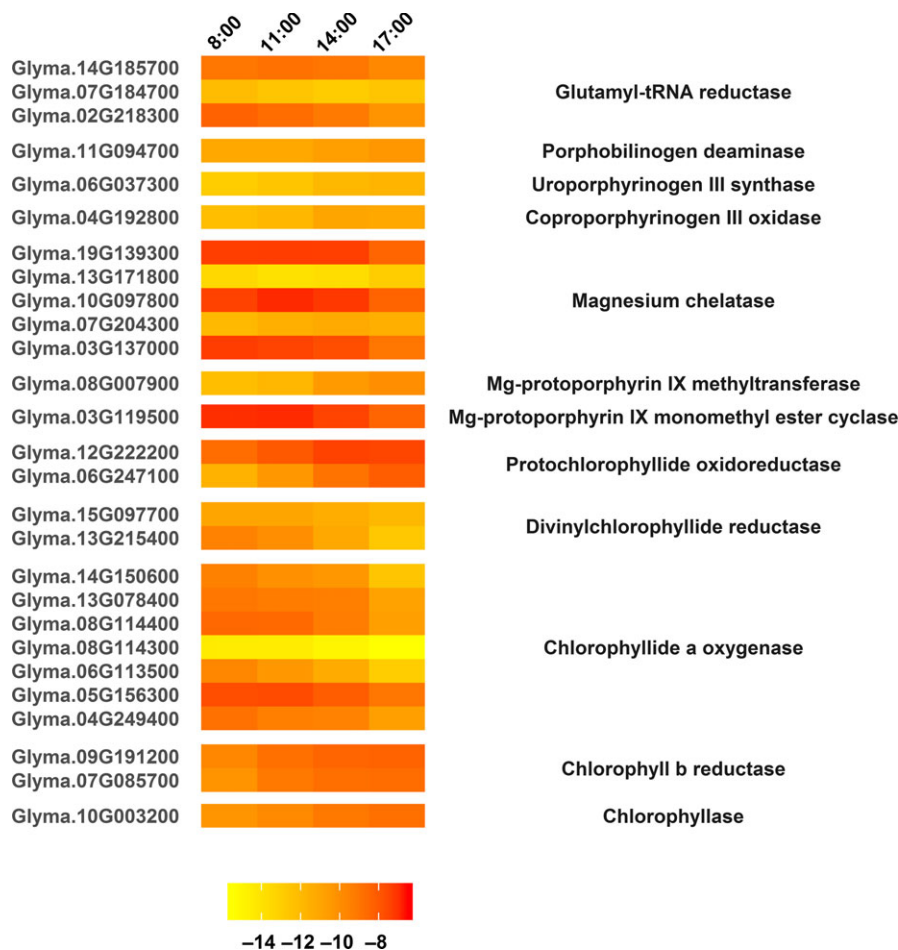 8:00 11:00 14:00 17:00
Glyma.14G185700
Glyma.07G184700 Glutamyl-tRNA reductase
Glyma.02G218300
Glyma.11G094700 Porphobilinogen deaminase
Glyma.06G037300 Uroporphyrinogen III synthase
Glyma.04G192800 Coproporphyrinogen III oxidase
Glyma.19G139300
Glyma.13G171800
Glyma.10G097800 Magnesium chelatase
Glyma.07G204300
Glyma.03G137000
Glyma.08G007900 Mg-protoporphyrin IX methyltransferase
Glyma.03G119500 Mg-protoporphyrin IX monomethyl ester cyclase
Glyma.12G222200
Protochlorophyllide oxidoreductase
Glyma.06G247100
Glyma.15G097700
Divinylchlorophyllide reductase
Glyma.13G215400
Glyma.14G150600
Glyma.13G078400
Glyma.08G114400
Glyma.08G114300 Chlorophyllide a oxygenase
Glyma.06G113500
Glyma.05G156300
Glyma.04G249400
Glyma.09G191200
Chlorophyll b reductase
Glyma.07G085700
Glyma.10G003200 Chlorophyllase
–14 –12 –10 –8